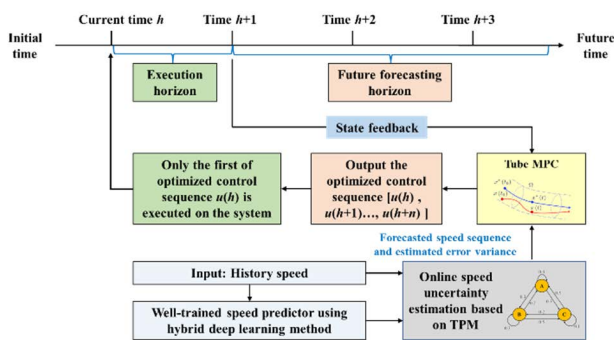 Current time h
Time h+1
Time h+2
Time h+3
Initial
time
Future
time
Execution
horizon
Future forecasting
horizon
State feedback
Only the first of
optimized control
sequence u(h) is
executed on the system
Output the
optimized control
sequence [u(h) ,
u(h+1)…, u(h+n) ]
Tube MPC
Forecasted speed sequence
and estimated error variance
Input: History speed
Well-trained speed predictor using
hybrid deep learning method
Online speed
uncertainty
estimation based
on TPM
A
B
C